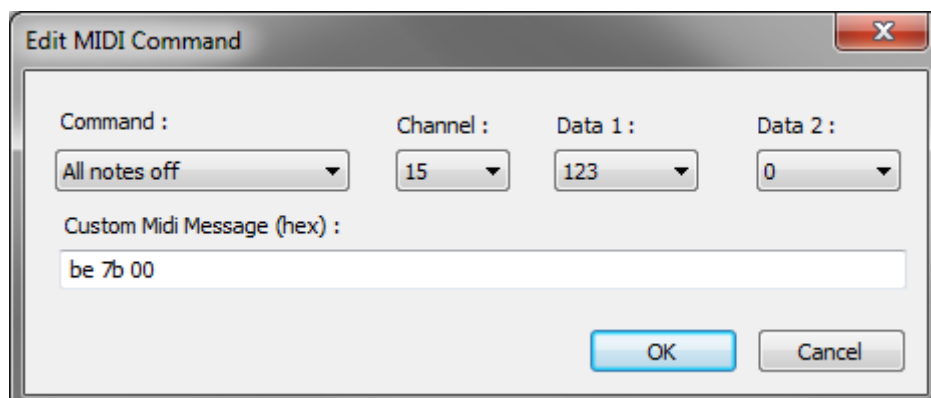 Edit MIDI Command
Command : Channel : Data 1 : Data 2 :
All notes off 15 123 0
Custom Midi Message (hex) :
be 7b 00
OK Cancel